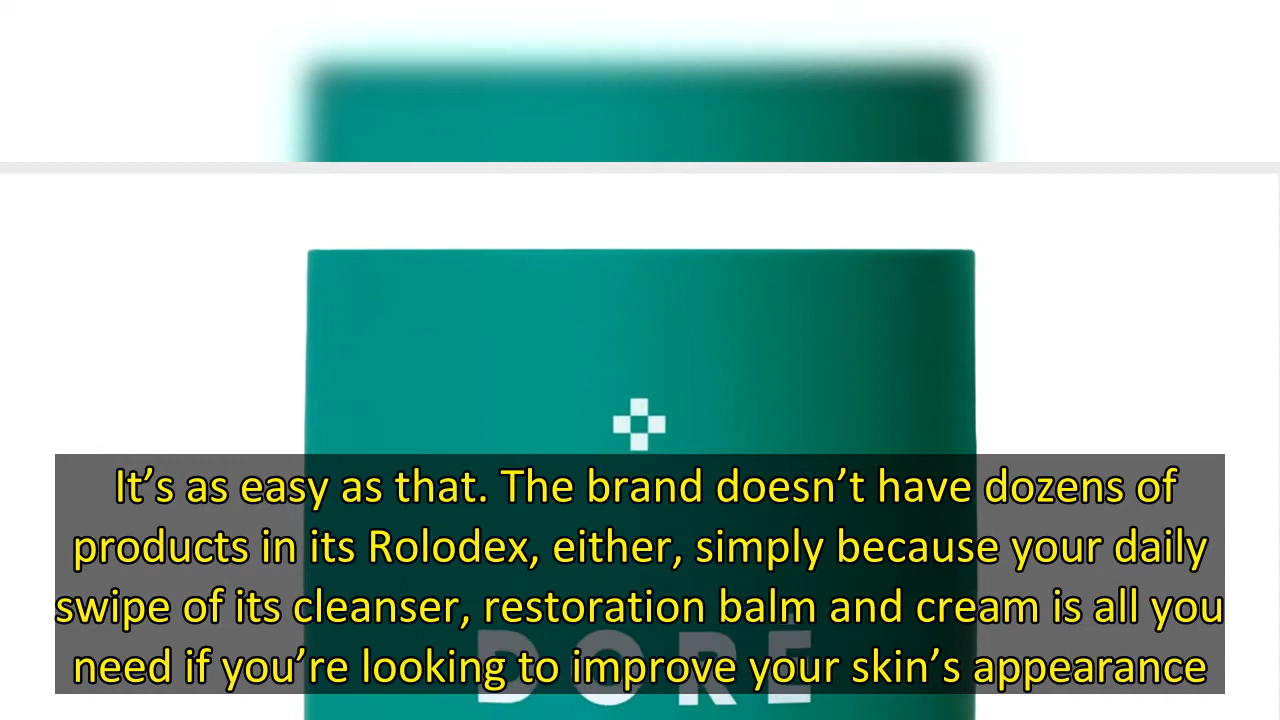 It’s as easy as that. The brand doesn’t have dozens of
products in its Rolodex, either, simply because your daily
swipe of its cleanser, restoration balm and cream is all you
need if you’re looking to improve your skin’s appearance
DORÉ